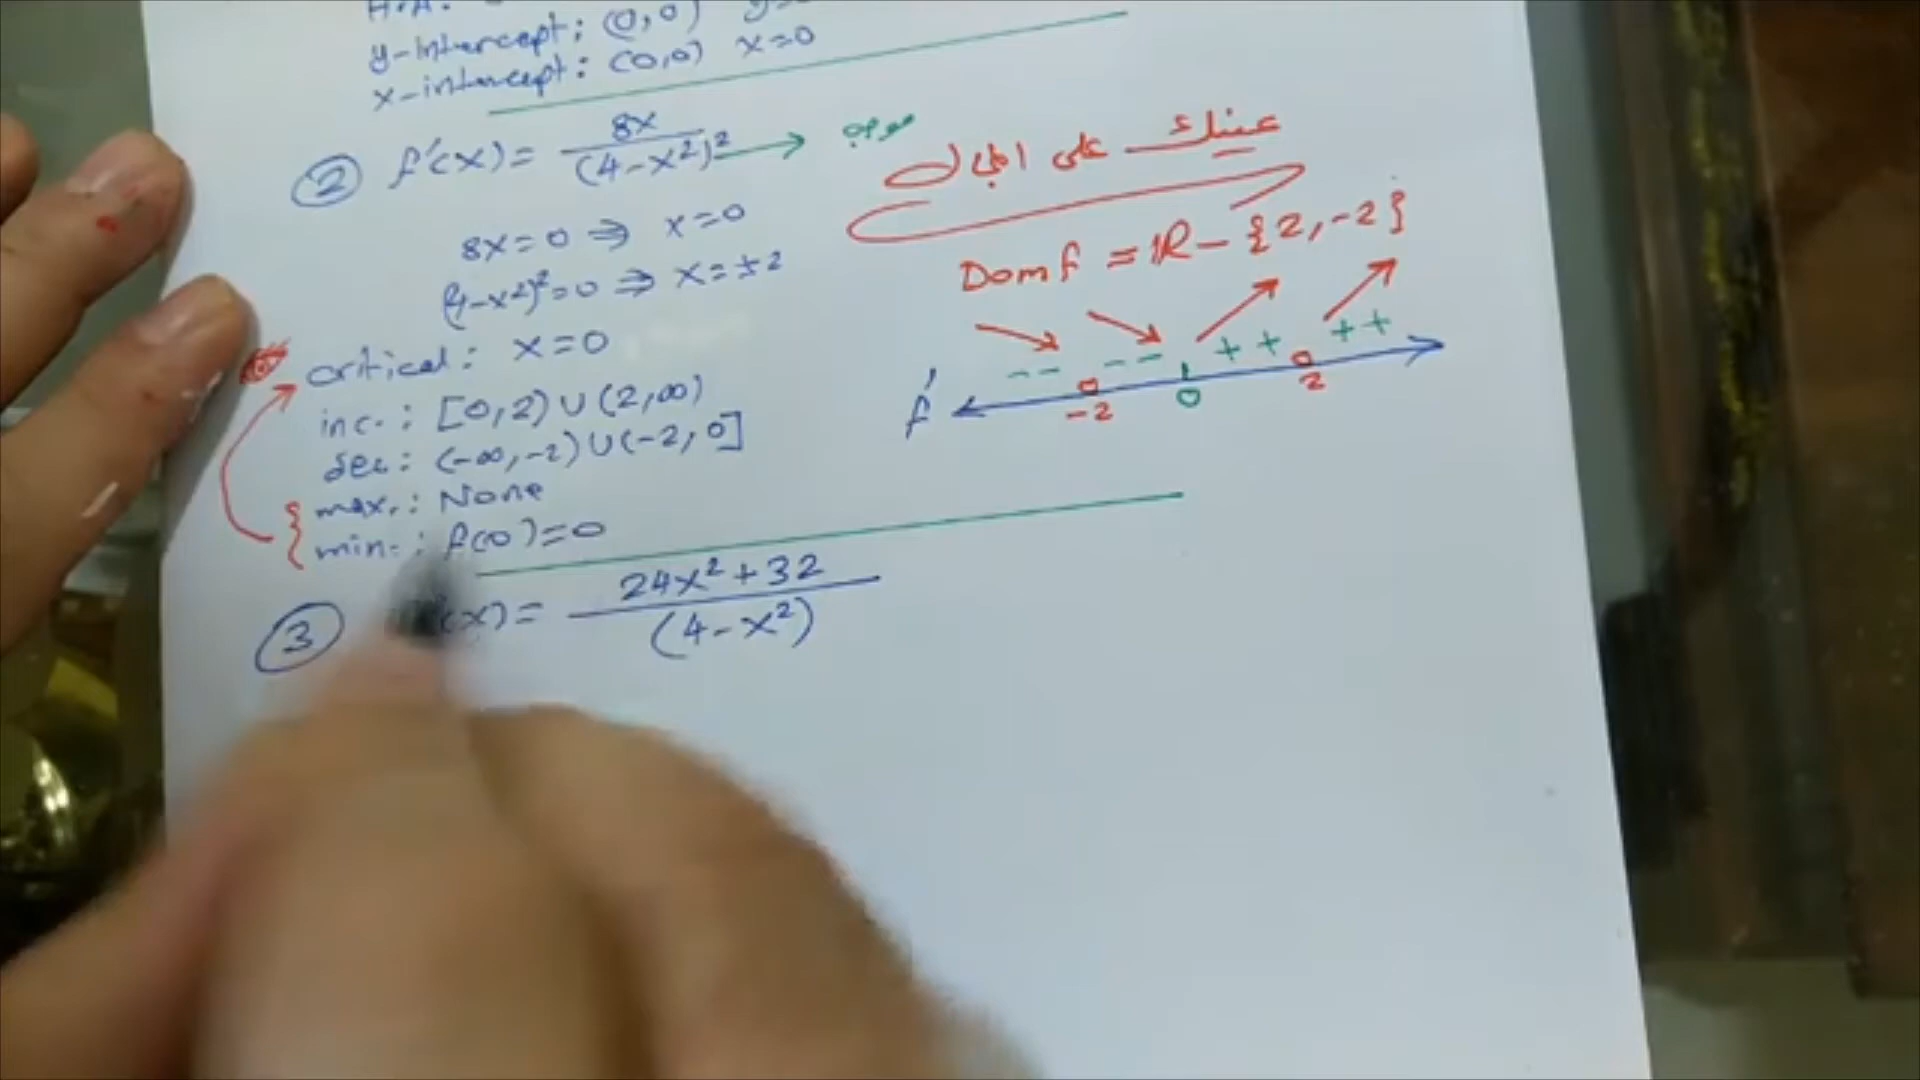 H.A:
y-Intercept: (0,0)
x-intercept: (0,0) x=0
② f'(x) = 8x / (4-x²)² → موجب
عينك على المجال
8x=0 ⇒ x=0
(4-x²)²=0 ⇒ x=±2
Dom f = ℝ - {2,-2}
critical: x=0
inc.: [0,2)∪(2,∞)
dec: (-∞,-2)∪(-2,0]
max.: None
min.: f(0)=0
f' -- -- ++ ++
-2 0 2
③ (x) = 24x²+32 / (4-x²)